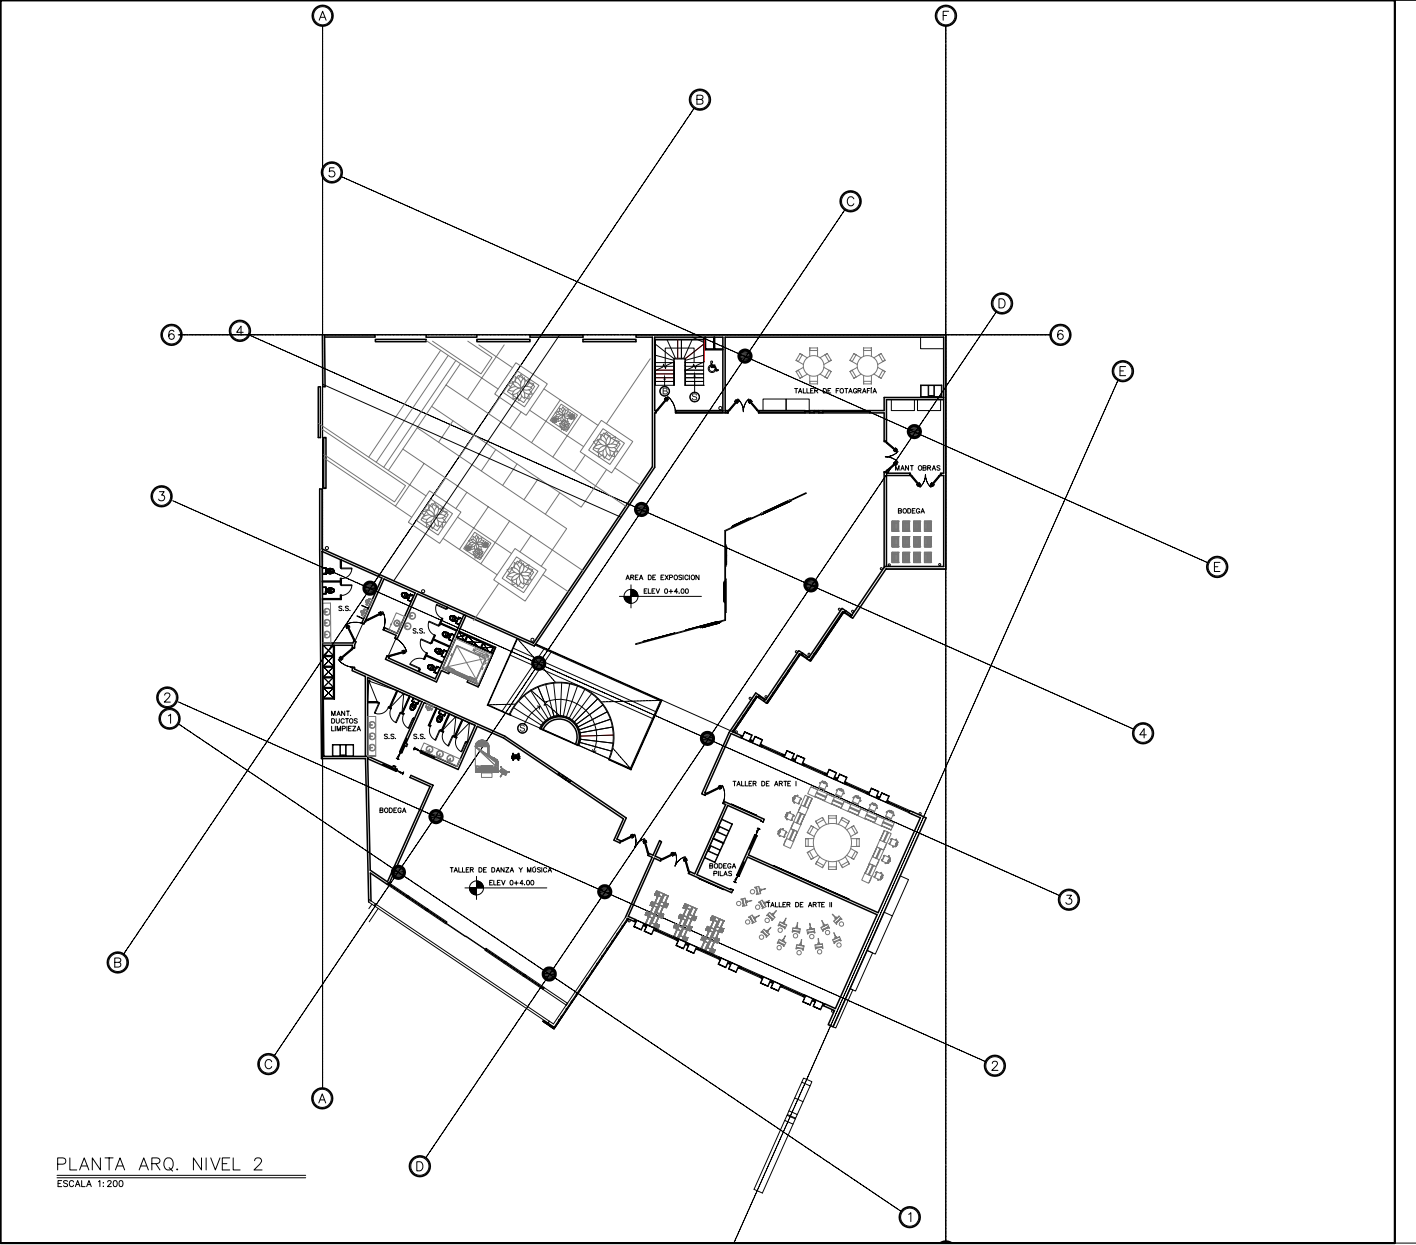 A
F
B
5
C
D
6
4
6
E
TALLER DE FOTAGRAFÍA
B
S
MANT OBRAS
3
BODEGA
E
AREA DE EXPOSICION
ELEV 0+4.00
S.S.
S.S.
2
1
MANT.
DUCTOS
LIMPIEZA
S
S.S.
S.S.
4
TALLER DE ARTE I
BODEGA
BODEGA
PILAS
TALLER DE DANZA Y MÚSICA
ELEV 0+4.00
3
TALLER DE ARTE II
B
C
2
A
D
1
PLANTA ARQ. NIVEL 2
ESCALA 1:200